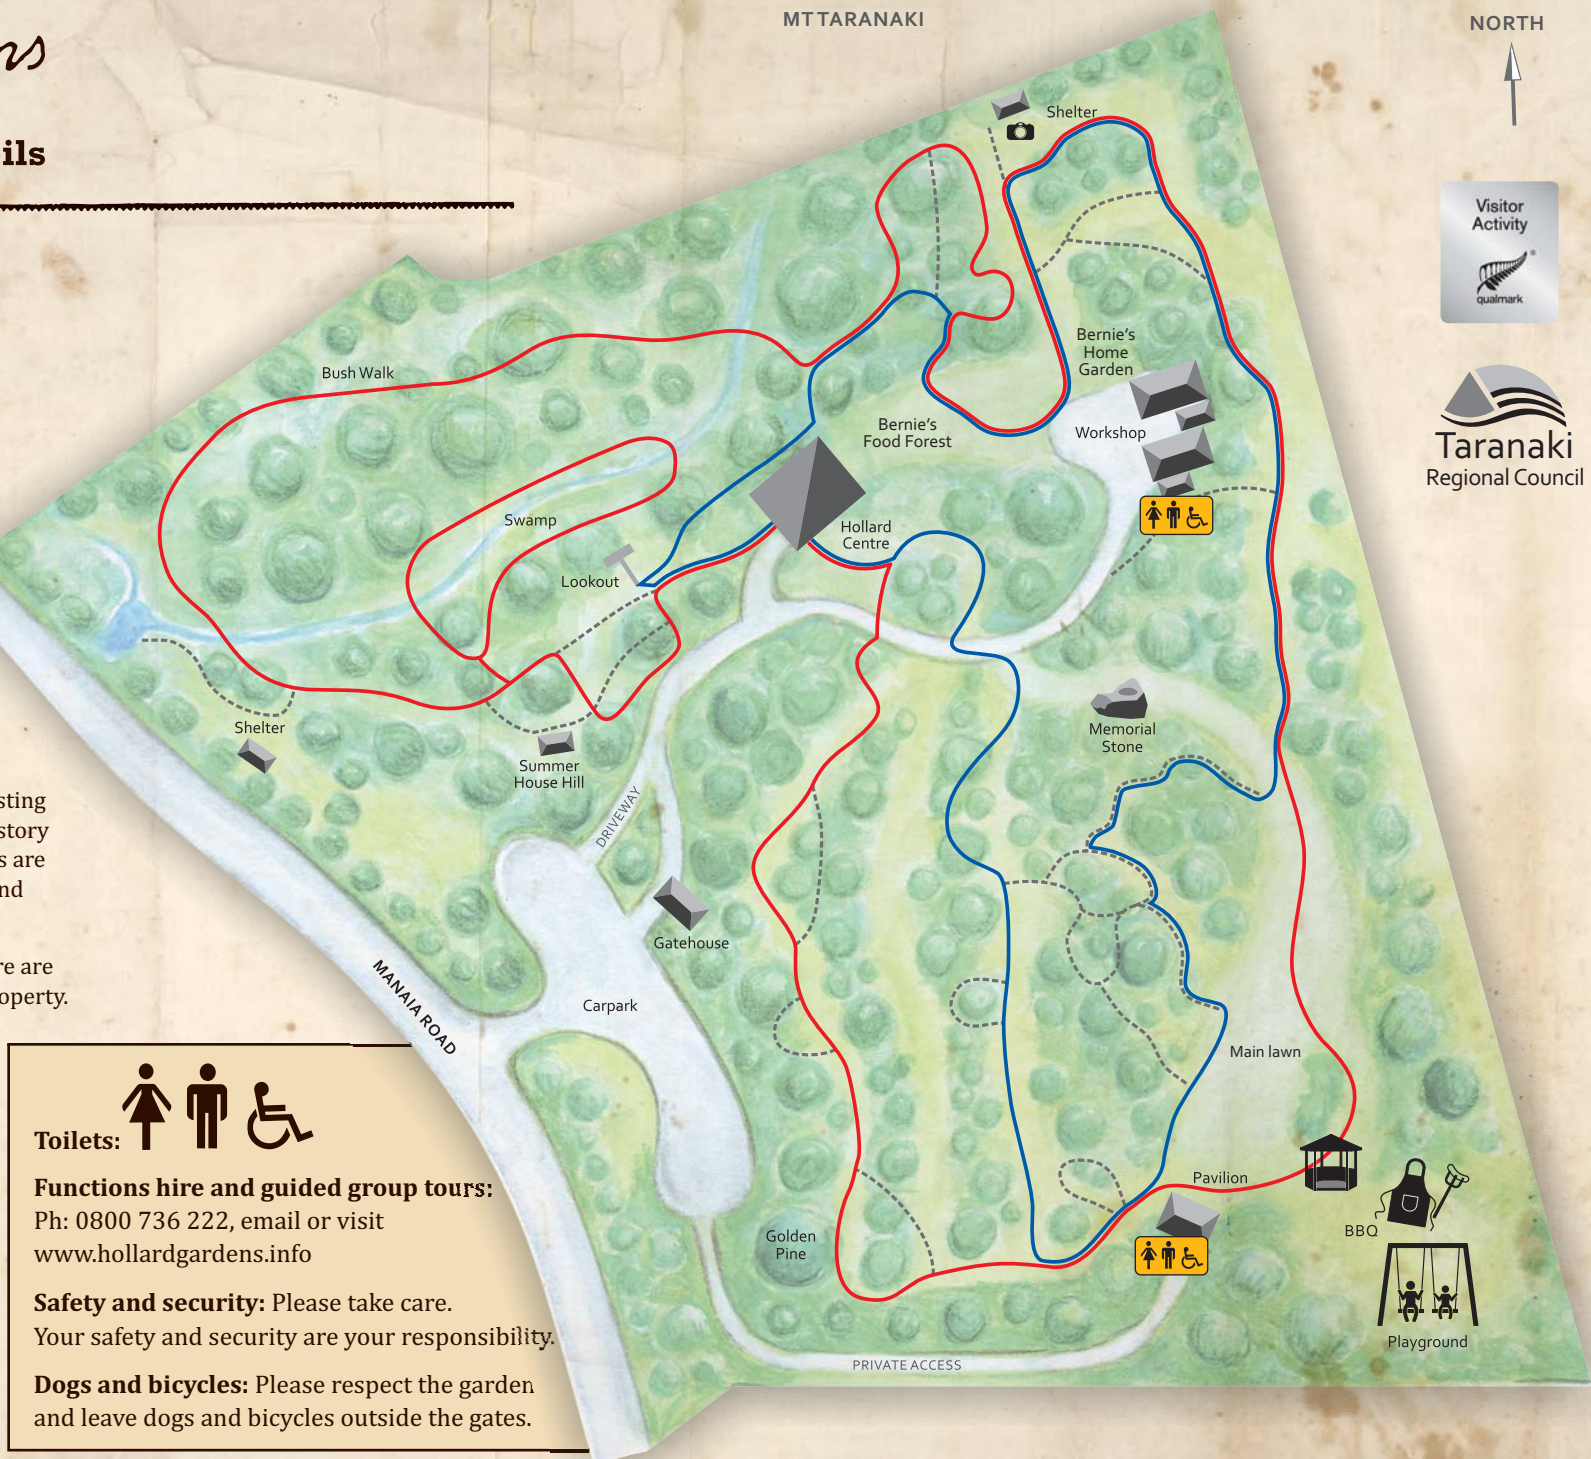 ns
ils
MT TARANAKI
NORTH
Visitor
Activity
qualmark
Taranaki
Regional Council
Shelter
Bush Walk
Bernie's
Home
Garden
Bernie's
Food Forest
Workshop
Swamp
Hollard
Centre
Lookout
Shelter
Summer
House Hill
Memorial
Stone
DRIVEWAY
Gatehouse
Carpark
MANAIA ROAD
Main lawn
Pavilion
BBQ
Golden
Pine
Playground
PRIVATE ACCESS
sting
story
s are
nd
re are
operty.
Toilets:
Functions hire and guided group tours:
Ph: 0800 736 222, email or visit
www.hollardgardens.info
Safety and security: Please take care.
Your safety and security are your responsibility.
Dogs and bicycles: Please respect the garden
and leave dogs and bicycles outside the gates.